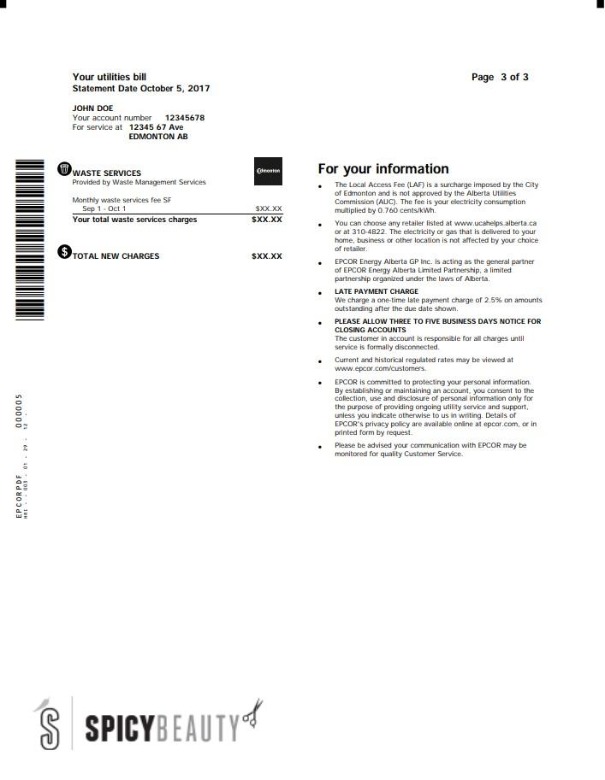 Your utilities bill
Statement Date October 5, 2017
Page 3 of 3
JOHN DOE
Your account number 12345678
For service at 12345 67 Ave
EDMONTON AB
WASTE SERVICES
Provided by Waste Management Services
Edmonton
Monthly waste services fee SF
Sep 1 - Oct 1 $XX.XX
Your total waste services charges $XX.XX
$ TOTAL NEW CHARGES $XX.XX
For your information
• The Local Access Fee (LAF) is a surcharge imposed by the City
of Edmonton and is not approved by the Alberta Utilities
Commission (AUC). The fee is your electricity consumption
multiplied by 0.760 cents/kWh.
• You can choose any retailer listed at www.ucahelps.alberta.ca
or at 310-4822. The electricity or gas that is delivered to your
home, business or other location is not affected by your choice
of retailer.
• EPCOR Energy Alberta GP Inc. is acting as the general partner
of EPCOR Energy Alberta Limited Partnership, a limited
partnership organized under the laws of Alberta.
• LATE PAYMENT CHARGE
We charge a one-time late payment charge of 2.5% on amounts
outstanding after the due date shown.
• PLEASE ALLOW THREE TO FIVE BUSINESS DAYS NOTICE FOR
CLOSING ACCOUNTS
The customer in account is responsible for all charges until
service is formally disconnected.
• Current and historical regulated rates may be viewed at
www.epcor.com/customers.
• EPCOR is committed to protecting your personal information.
By establishing or maintaining an account, you consent to the
collection, use and disclosure of personal information only for
the purpose of providing ongoing utility service and support,
unless you indicate otherwise to us in writing. Details of
EPCOR's privacy policy are available online at epcor.com, or in
printed form by request.
• Please be advised your communication with EPCOR may be
monitored for quality Customer Service.
EPCORPDF 000005
S SPICYBEAUTY